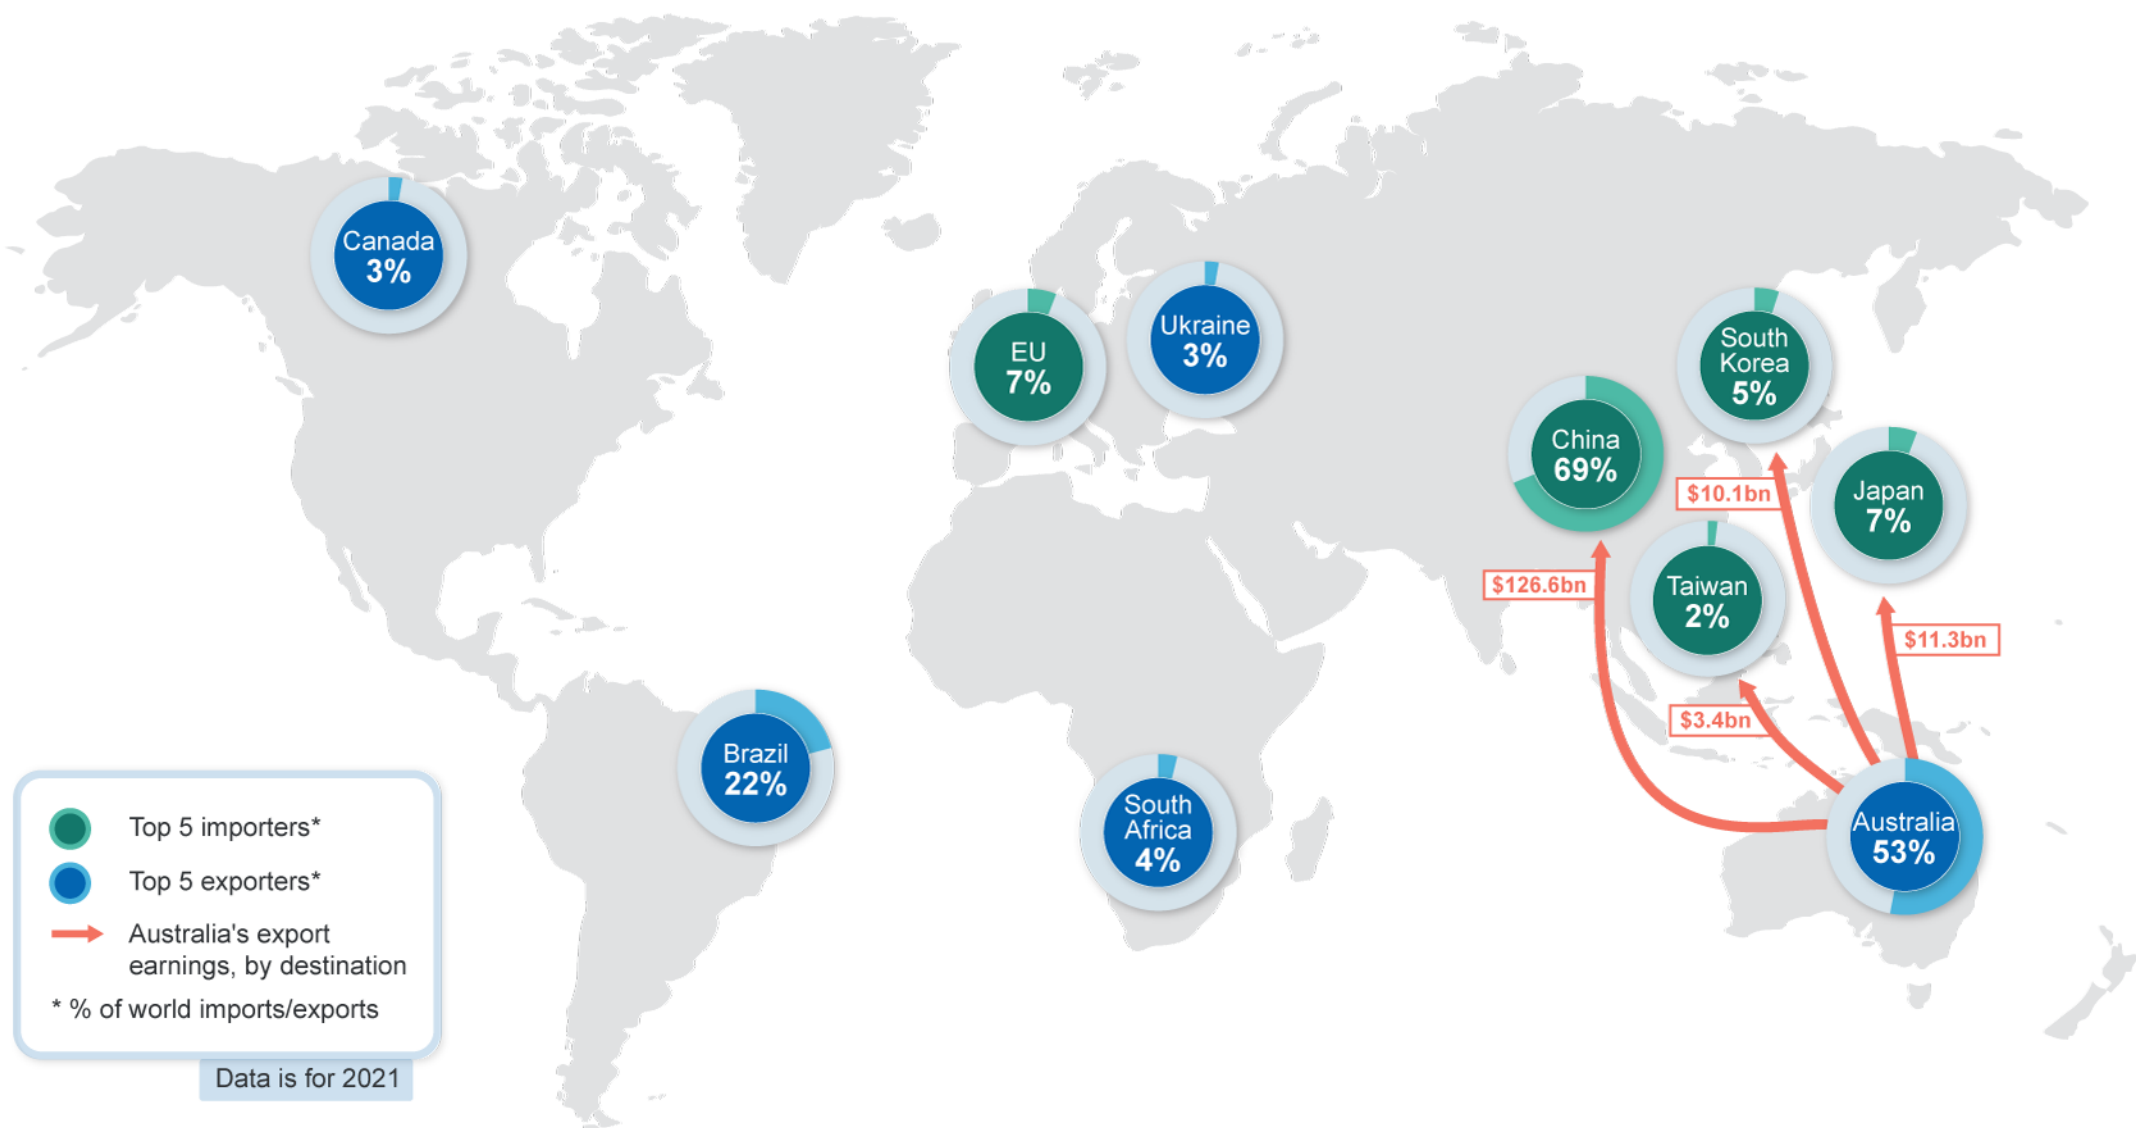 Canada
3%
EU
7%
Ukraine
3%
South
Korea
5%
China
69%
Japan
7%
$10.1bn
Taiwan
2%
$126.6bn
$11.3bn
$3.4bn
Brazil
22%
South
Africa
4%
Australia
53%
Top 5 importers*
Top 5 exporters*
Australia's export
earnings, by destination
* % of world imports/exports
Data is for 2021